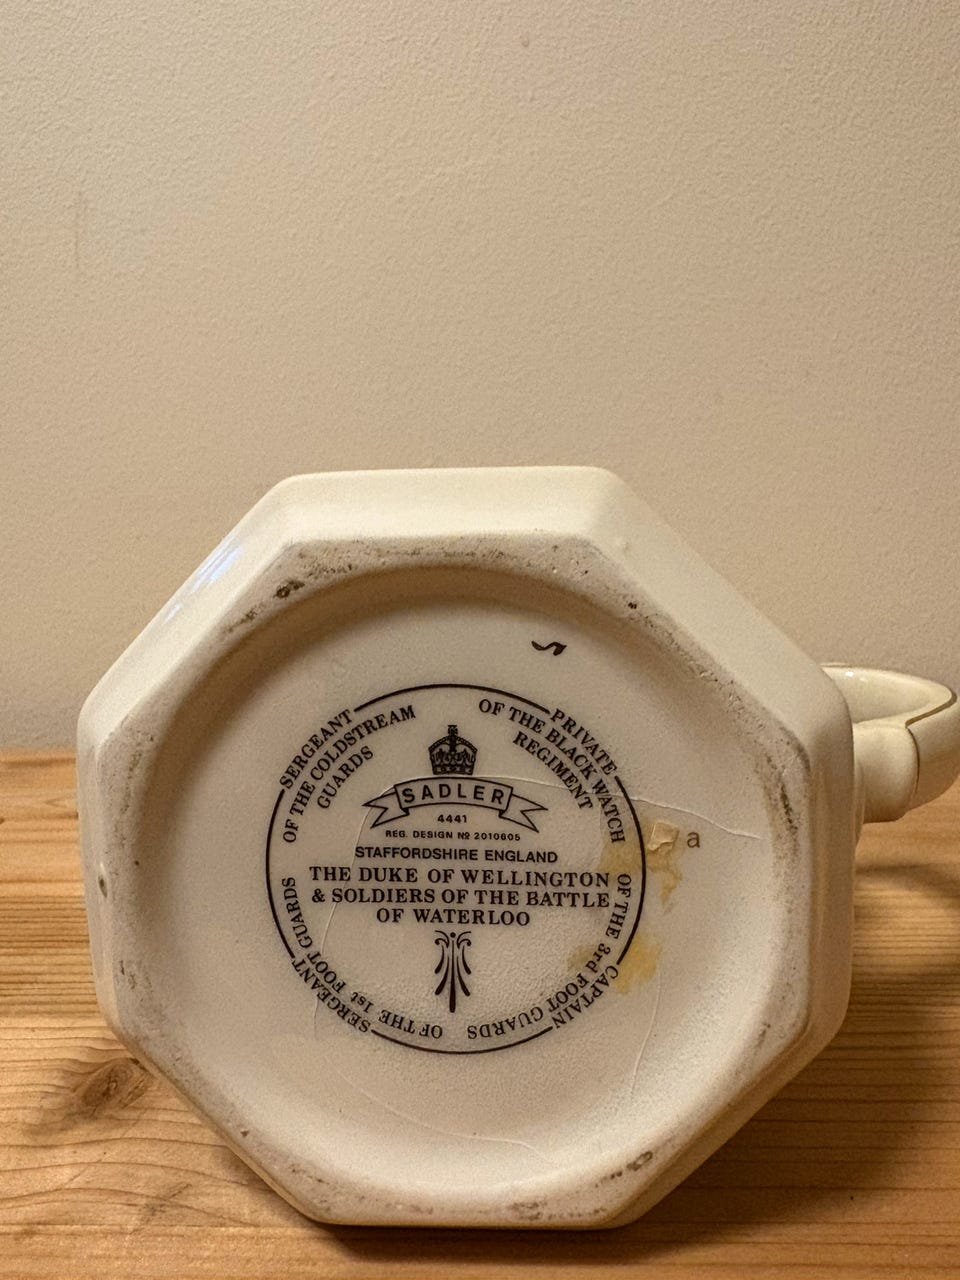 SERGEANT
OF THE COLDSTREAM
GUARDS
PRIVATE
OF THE BLACK WATCH
REGIMENT
SADLER
4441
REG. DESIGN Nº 2010605
STAFFORDSHIRE ENGLAND
THE DUKE OF WELLINGTON
& SOLDIERS OF THE BATTLE
OF WATERLOO
SERGEANT
OF THE 1st FOOT GUARDS
CAPTAIN
OF THE 3rd FOOT GUARDS
a